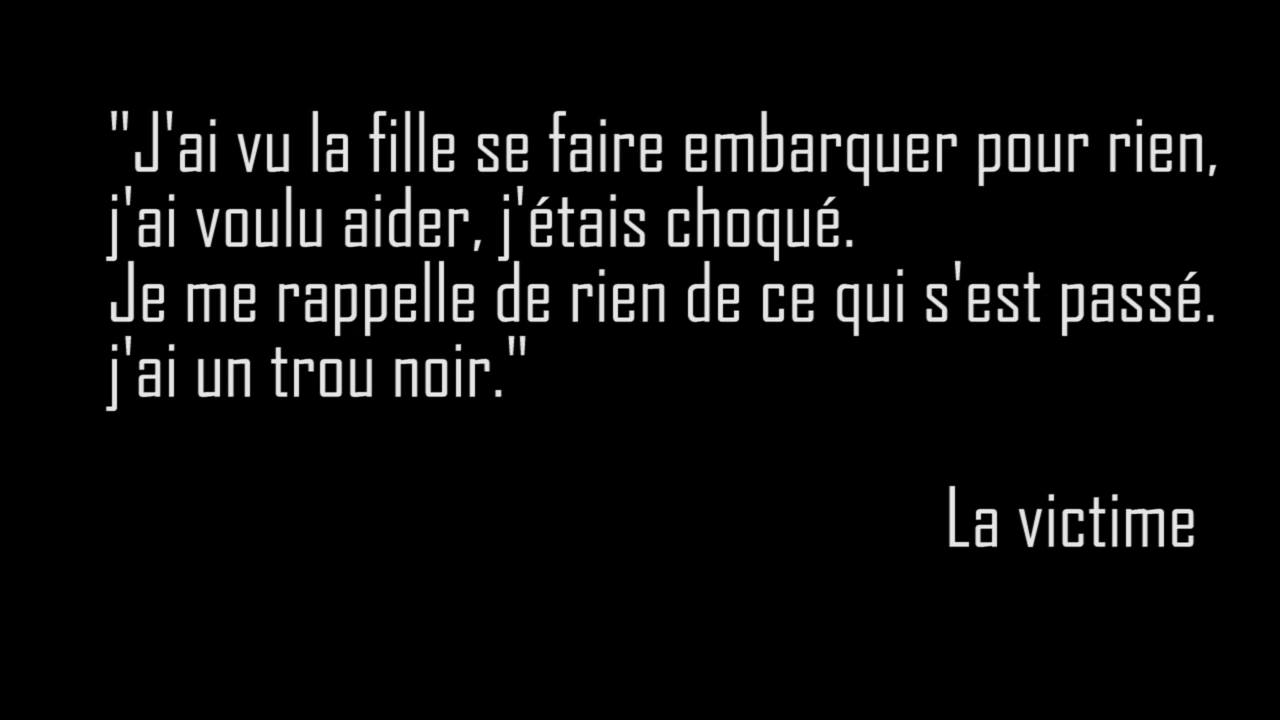 "J'ai vu la fille se faire embarquer pour rien,
j'ai voulu aider, j'étais choqué.
Je me rappelle de rien de ce qui s'est passé.
j'ai un trou noir."
La victime